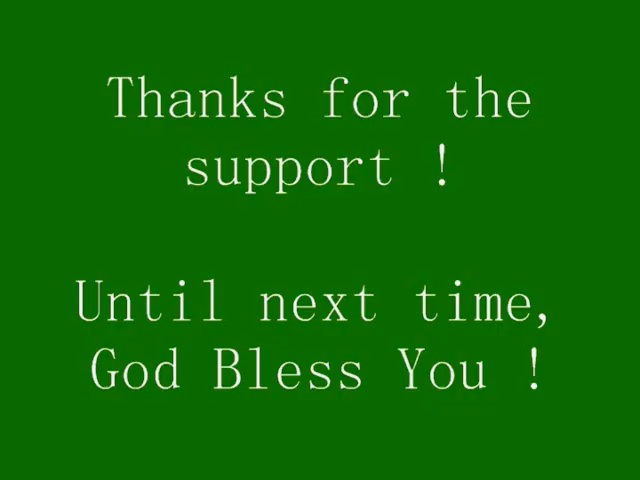 Thanks for the
support !
Until next time,
God Bless You !